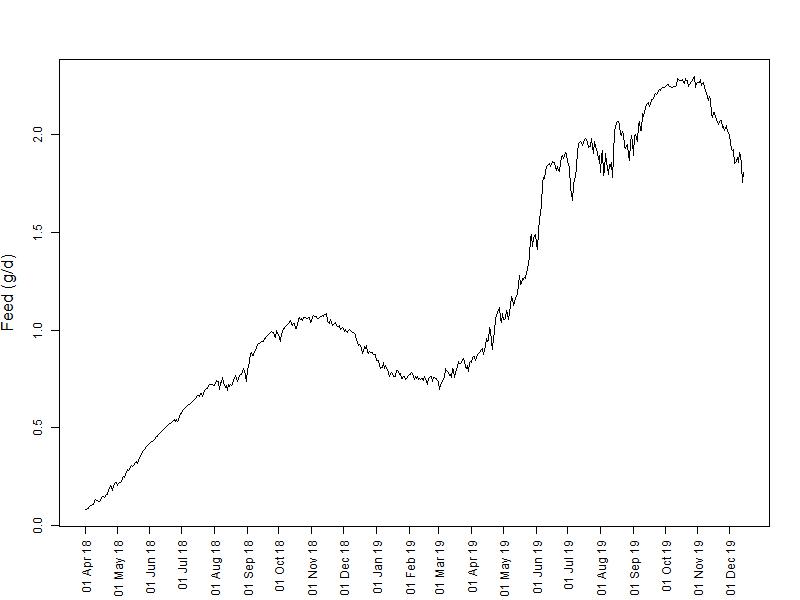 Feed (g/d)
2.0
1.5
1.0
0.5
0.0
01 Apr 18
01 May 18
01 Jun 18
01 Jul 18
01 Aug 18
01 Sep 18
01 Oct 18
01 Nov 18
01 Dec 18
01 Jan 19
01 Feb 19
01 Mar 19
01 Apr 19
01 May 19
01 Jun 19
01 Jul 19
01 Aug 19
01 Sep 19
01 Oct 19
01 Nov 19
01 Dec 19